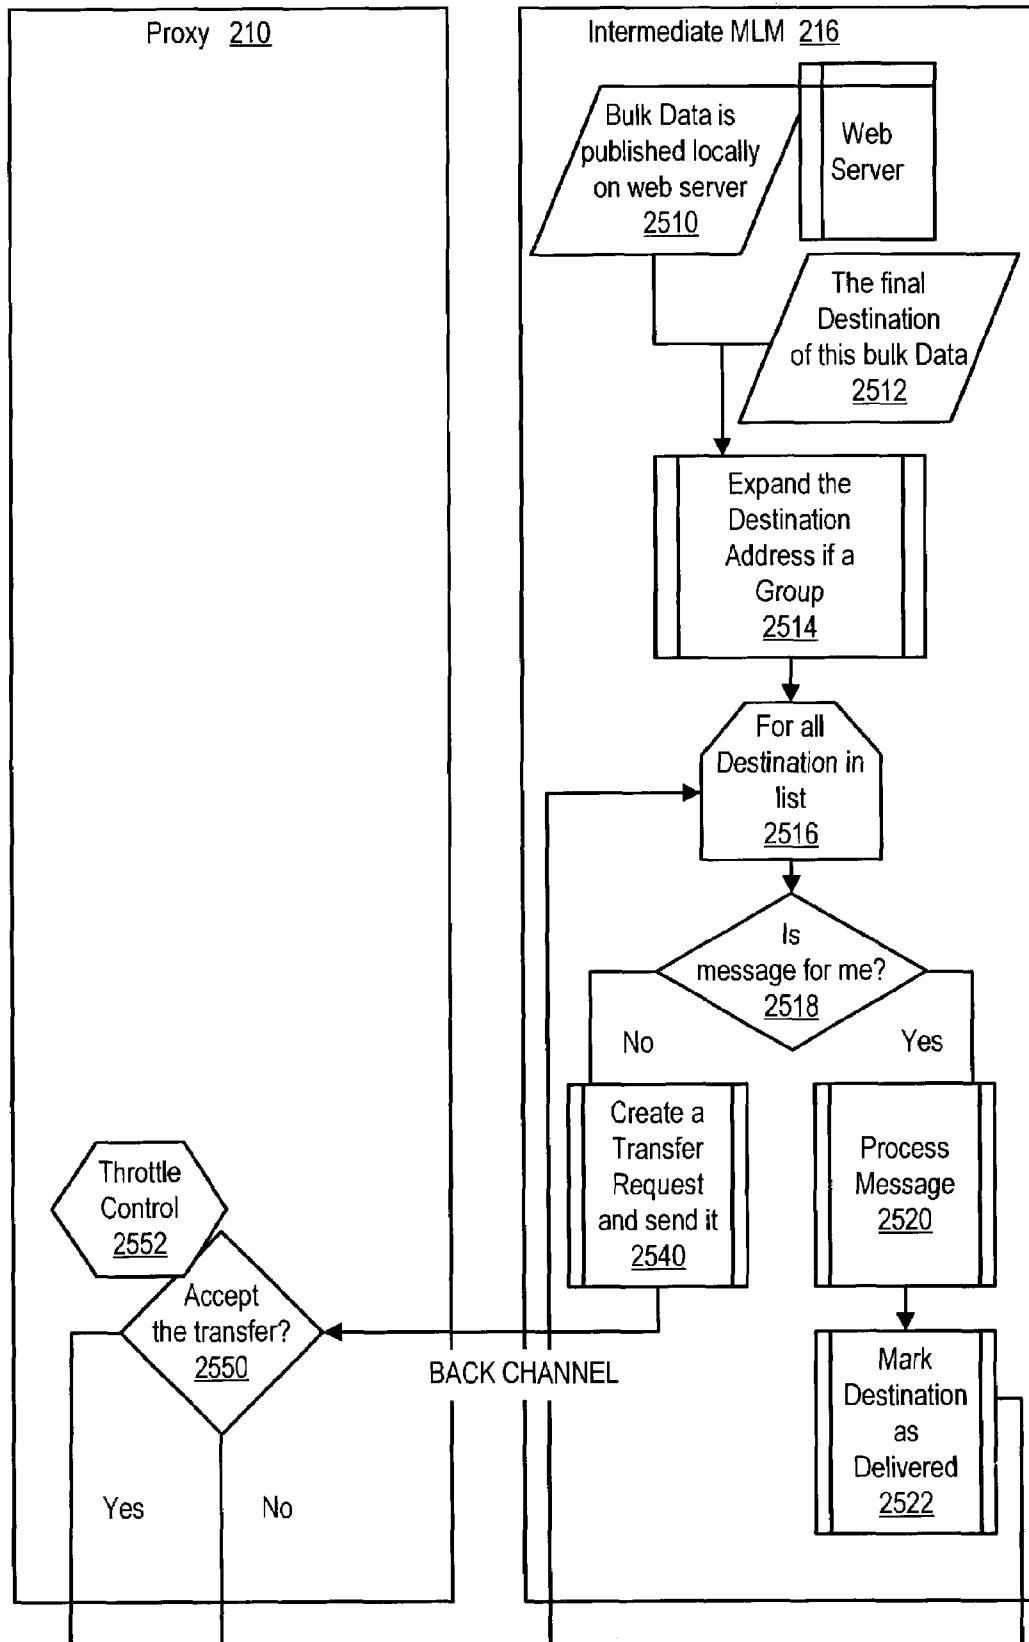 Proxy 210
Intermediate MLM 216
Bulk Data is
published locally
on web server
2510
Web
Server
The final
Destination
of this bulk Data
2512
Expand the
Destination
Address if a
Group
2514
For all
Destination in
list
2516
Is
message for me?
2518
No
Yes
Create a
Transfer
Request
and send it
2540
Process
Message
2520
Throttle
Control
2552
Accept
the transfer?
2550
BACK CHANNEL
Mark
Destination
as
Delivered
2522
Yes
No